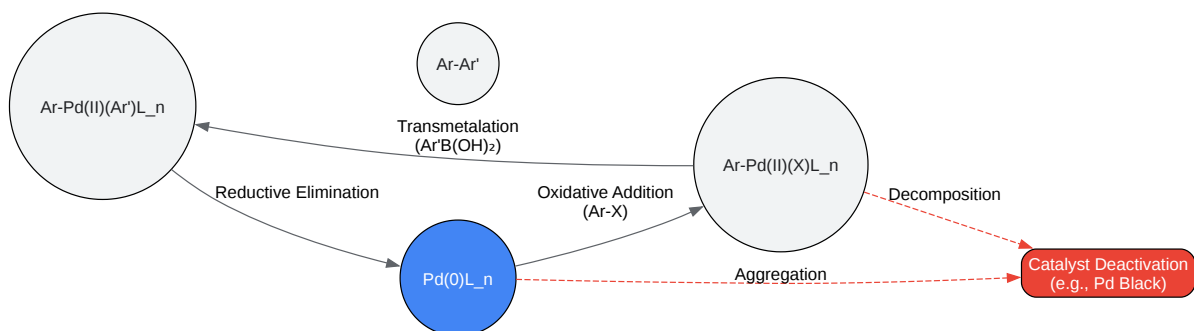 Ar-Ar'
Ar-Pd(II)(Ar')L_n
Transmetalation
(Ar'B(OH)₂)
Ar-Pd(II)(X)L_n
Reductive Elimination
Oxidative Addition
(Ar-X)
Decomposition
Pd(0)L_n
Aggregation
Catalyst Deactivation
(e.g., Pd Black)